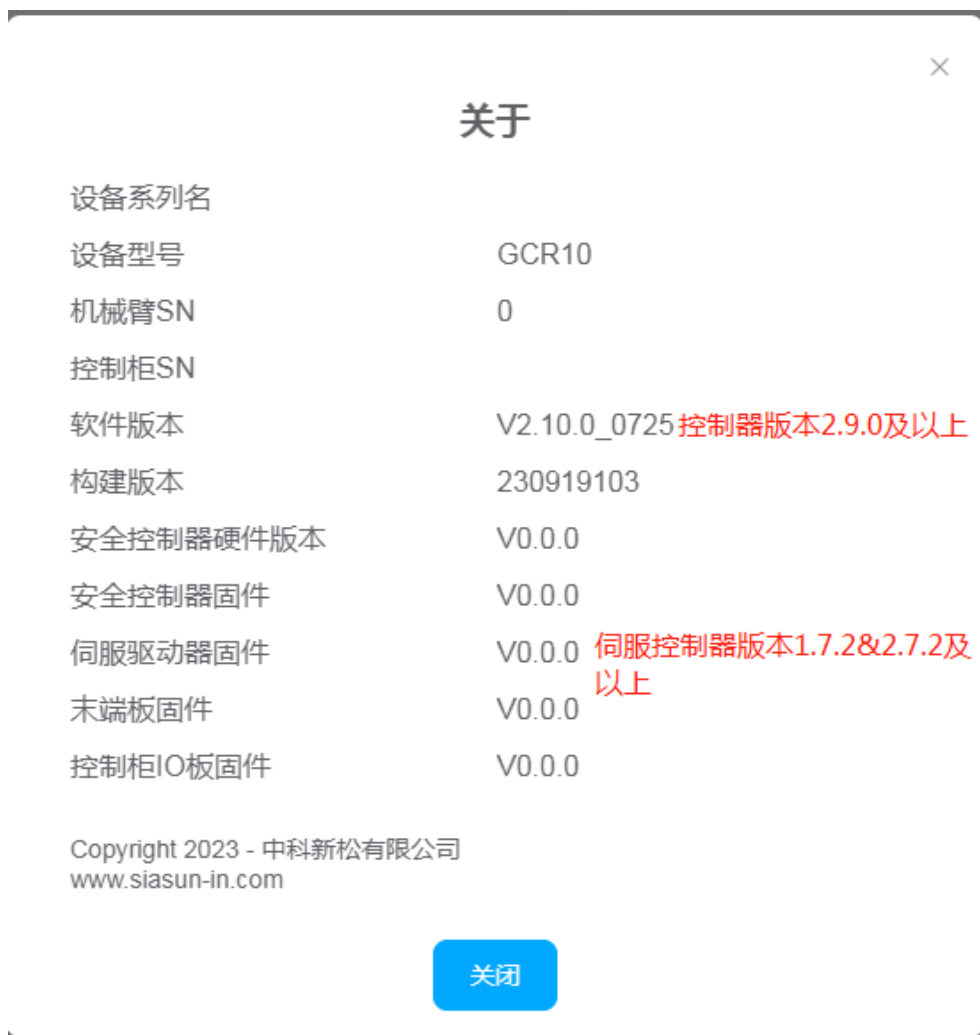 关于
设备系列名
设备型号 GCR10
机械臂SN 0
控制柜SN
软件版本 V2.10.0_0725 控制器版本2.9.0及以上
构建版本 230919103
安全控制器硬件版本 V0.0.0
安全控制器固件 V0.0.0
伺服驱动器固件 V0.0.0 伺服控制器版本1.7.2&2.7.2及
以上
末端板固件 V0.0.0
控制柜IO板固件 V0.0.0
Copyright 2023 - 中科新松有限公司
www.siasun-in.com
关闭